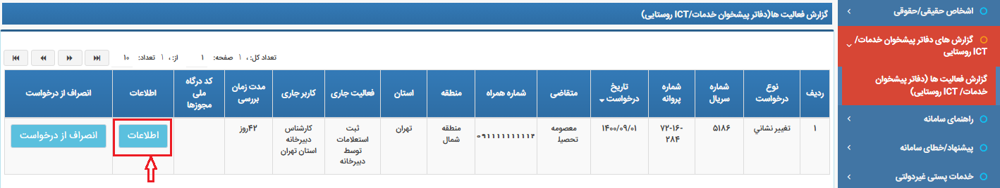 گزارش فعالیت ها(دفاتر پیشخوان خدمات/ICT روستایی)
تعداد کل: ، ۱ صفحه: ۱ از: ، ۱ تعداد: ۱۰
ردیف
نوع
درخواست
شماره
سریال
شماره
پروانه
تاریخ
درخواست
متقاضی
شماره همراه
منطقه
استان
فعالیت جاری
کاربر جاری
مدت زمان
بررسی
کد درگاه
ملی
مجوزها
اطلاعات
انصراف از درخواست
۱
تغییر نشاني
۵۱۸۶
۷۲-۱۶-
۲۸۴
۱۴۰۰/۰۹/۰۱
معصومه
تحصیل
منطقه
شمال
تهران
ثبت
استعلامات
توسط
دبیرخانه
کارشناس
دبیرخانه
استان تهران
۴۲روز
اطلاعات
انصراف از درخواست
اشخاص حقیقی/حقوقی
گزارش های دفاتر پیشخوان خدمات/
ICT روستایی
گزارش فعالیت ها (دفاتر پیشخوان
خدمات/ ICT روستایی)
راهنمای سامانه
پیشنهاد/خطای سامانه
خدمات پستی غیردولتی